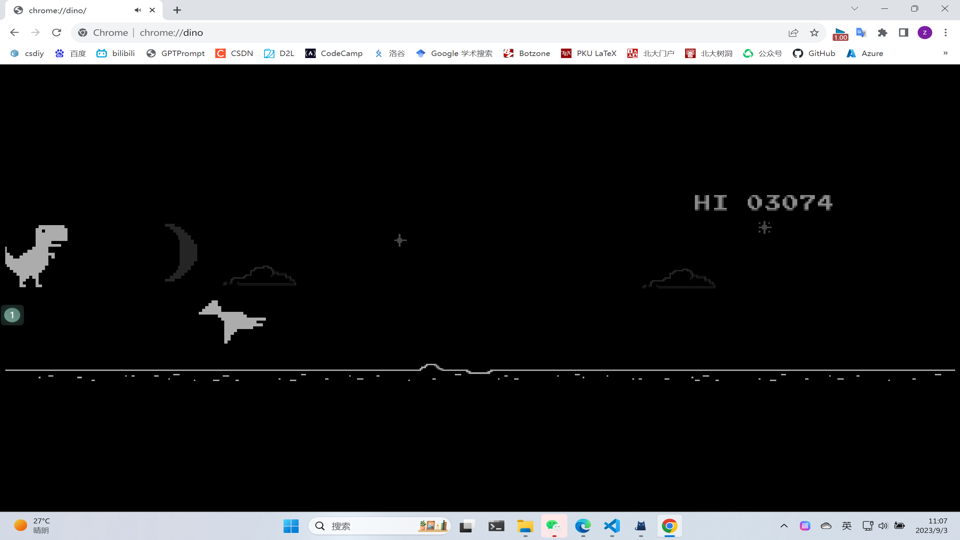 chrome://dino/
Chrome | chrome://dino
1.00
z
csdiy 百度 bilibili GPTPrompt CSDN D2L CodeCamp 洛谷 Google 学术搜索 Botzone PKU LaTeX 北大门户 北大树洞 公众号 GitHub Azure »
HI 03074
1
27°C
晴朗
搜索
英
11:07
2023/9/3